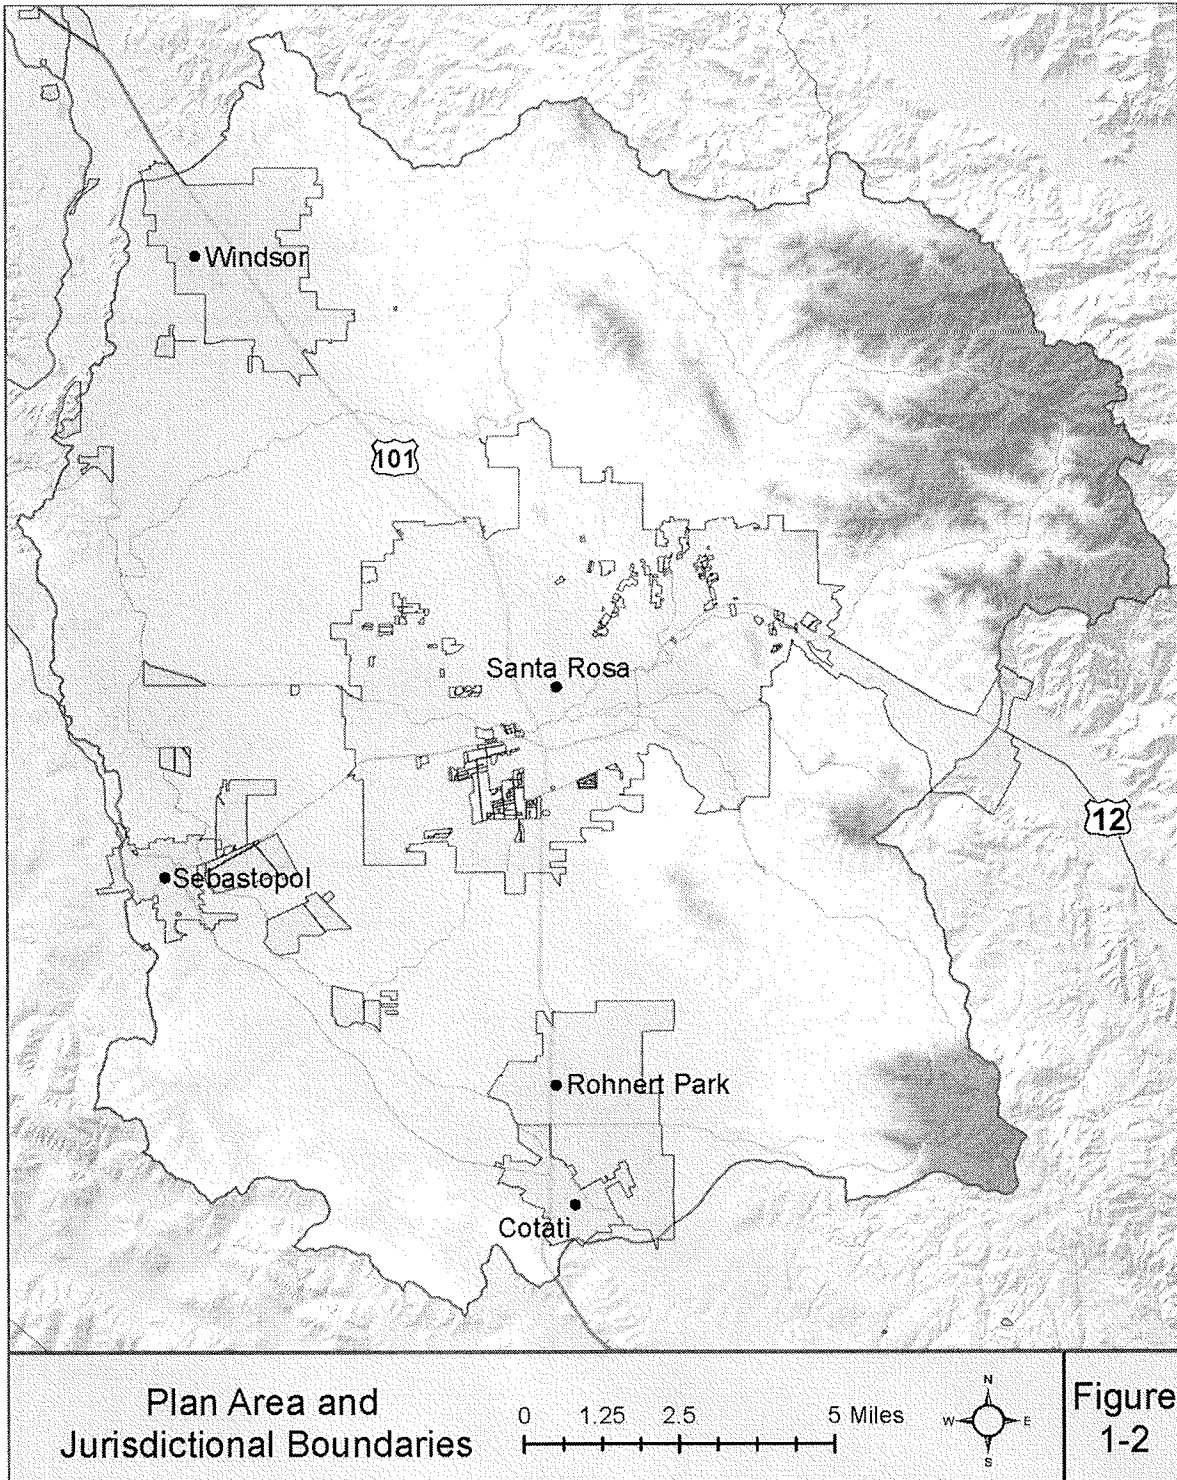 Windsor
101
Santa Rosa
12
Sebastopol
Rohnert Park
Cotati
Plan Area and
Jurisdictional Boundaries
0 1.25 2.5 5 Miles
N
W E
S
Figure
1-2